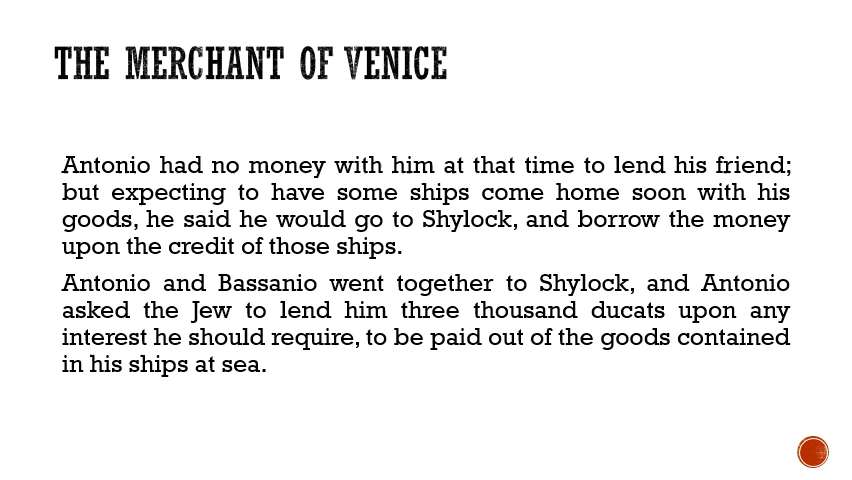 THE MERCHANT OF VENICE
Antonio had no money with him at that time to lend his friend;
but expecting to have some ships come home soon with his
goods, he said he would go to Shylock, and borrow the money
upon the credit of those ships.
Antonio and Bassanio went together to Shylock, and Antonio
asked the Jew to lend him three thousand ducats upon any
interest he should require, to be paid out of the goods contained
in his ships at sea.